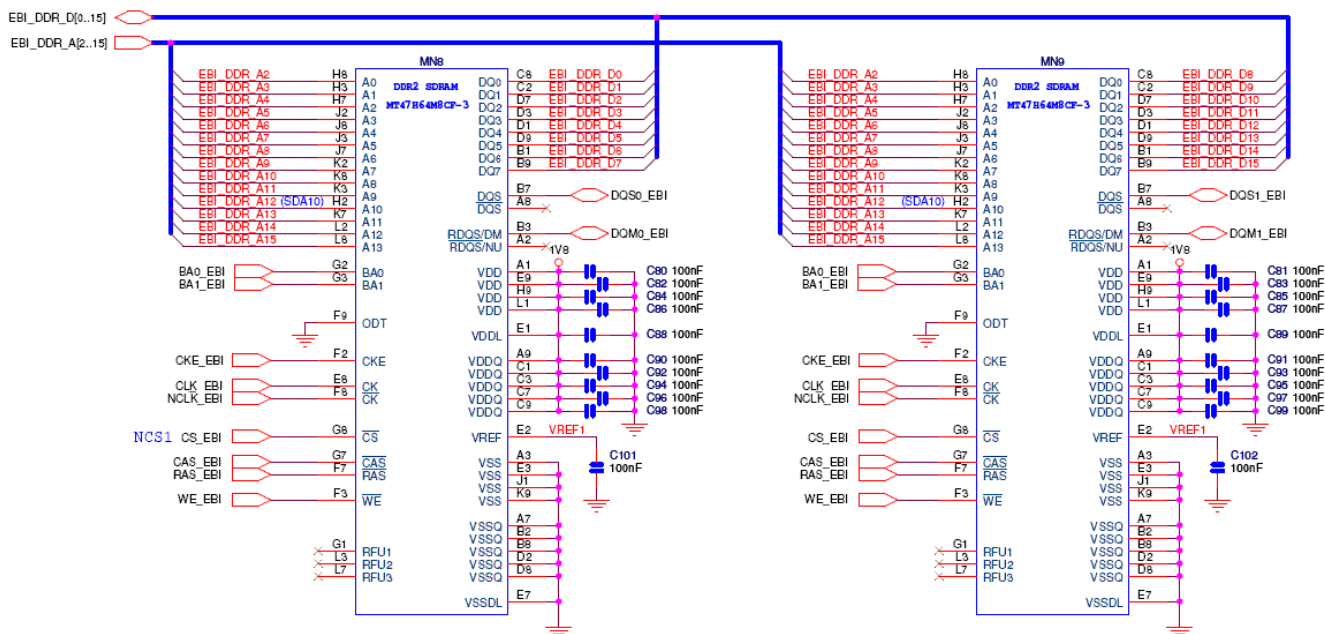 EBI_DDR_D[0..15]
EBI_DDR_A[2..15]
MN8
DDR2 SDRAM
MT47H64M8CF-3
EBI_DDR_A2 H8 A0
EBI_DDR_A3 H3 A1
EBI_DDR_A4 H7 A2
EBI_DDR_A5 J2 A3
EBI_DDR_A6 J8 A4
EBI_DDR_A7 J3 A5
EBI_DDR_A8 J7 A6
EBI_DDR_A9 K2 A7
EBI_DDR_A10 K8 A8
EBI_DDR_A11 K3 A9
EBI_DDR_A12 (SDA10) H2 A10
EBI_DDR_A13 K7 A11
EBI_DDR_A14 L2 A12
EBI_DDR_A15 L8 A13
BA0_EBI G2 BA0
BA1_EBI G3 BA1
F9 ODT
CKE_EBI F2 CKE
CLK_EBI E8 CK
NCLK_EBI F8 CK
NCS1 CS_EBI G8 CS
CAS_EBI G7 CAS
RAS_EBI F7 RAS
WE_EBI F3 WE
G1 RFU1
L3 RFU2
L7 RFU3
DQ0 C8 EBI_DDR_D0
DQ1 C2 EBI_DDR_D1
DQ2 D7 EBI_DDR_D2
DQ3 D3 EBI_DDR_D3
DQ4 D1 EBI_DDR_D4
DQ5 D9 EBI_DDR_D5
DQ6 B1 EBI_DDR_D6
DQ7 B9 EBI_DDR_D7
DQS B7 DQS0_EBI
DQS A8
RDQS/DM B3 DQM0_EBI
RDQS/NU A2
1V8
VDD A1 C80 100nF
VDD E9 C82 100nF
VDD H9 C84 100nF
VDD L1 C86 100nF
VDDL E1 C88 100nF
VDDQ A9 C90 100nF
VDDQ C1 C92 100nF
VDDQ C3 C94 100nF
VDDQ C7 C96 100nF
VDDQ C9 C98 100nF
VREF E2 VREF1
C101
100nF
VSS A3
VSS E3
VSS J1
VSS K9
VSSQ A7
VSSQ B2
VSSQ B8
VSSQ D2
VSSQ D8
VSSDL E7
MN9
DDR2 SDRAM
MT47H64M8CF-3
EBI_DDR_A2 H8 A0
EBI_DDR_A3 H3 A1
EBI_DDR_A4 H7 A2
EBI_DDR_A5 J2 A3
EBI_DDR_A6 J8 A4
EBI_DDR_A7 J3 A5
EBI_DDR_A8 J7 A6
EBI_DDR_A9 K2 A7
EBI_DDR_A10 K8 A8
EBI_DDR_A11 K3 A9
EBI_DDR_A12 (SDA10) H2 A10
EBI_DDR_A13 K7 A11
EBI_DDR_A14 L2 A12
EBI_DDR_A15 L8 A13
BA0_EBI G2 BA0
BA1_EBI G3 BA1
F9 ODT
CKE_EBI F2 CKE
CLK_EBI E8 CK
NCLK_EBI F8 CK
CS_EBI G8 CS
CAS_EBI G7 CAS
RAS_EBI F7 RAS
WE_EBI F3 WE
G1 RFU1
L3 RFU2
L7 RFU3
DQ0 C8 EBI_DDR_D8
DQ1 C2 EBI_DDR_D9
DQ2 D7 EBI_DDR_D10
DQ3 D3 EBI_DDR_D11
DQ4 D1 EBI_DDR_D12
DQ5 D9 EBI_DDR_D13
DQ6 B1 EBI_DDR_D14
DQ7 B9 EBI_DDR_D15
DQS B7 DQS1_EBI
DQS A8
RDQS/DM B3 DQM1_EBI
RDQS/NU A2
1V8
VDD A1 C81 100nF
VDD E9 C83 100nF
VDD H9 C85 100nF
VDD L1 C87 100nF
VDDL E1 C89 100nF
VDDQ A9 C91 100nF
VDDQ C1 C93 100nF
VDDQ C3 C95 100nF
VDDQ C7 C97 100nF
VDDQ C9 C99 100nF
VREF E2 VREF1
C102
100nF
VSS A3
VSS E3
VSS J1
VSS K9
VSSQ A7
VSSQ B2
VSSQ B8
VSSQ D2
VSSQ D8
VSSDL E7